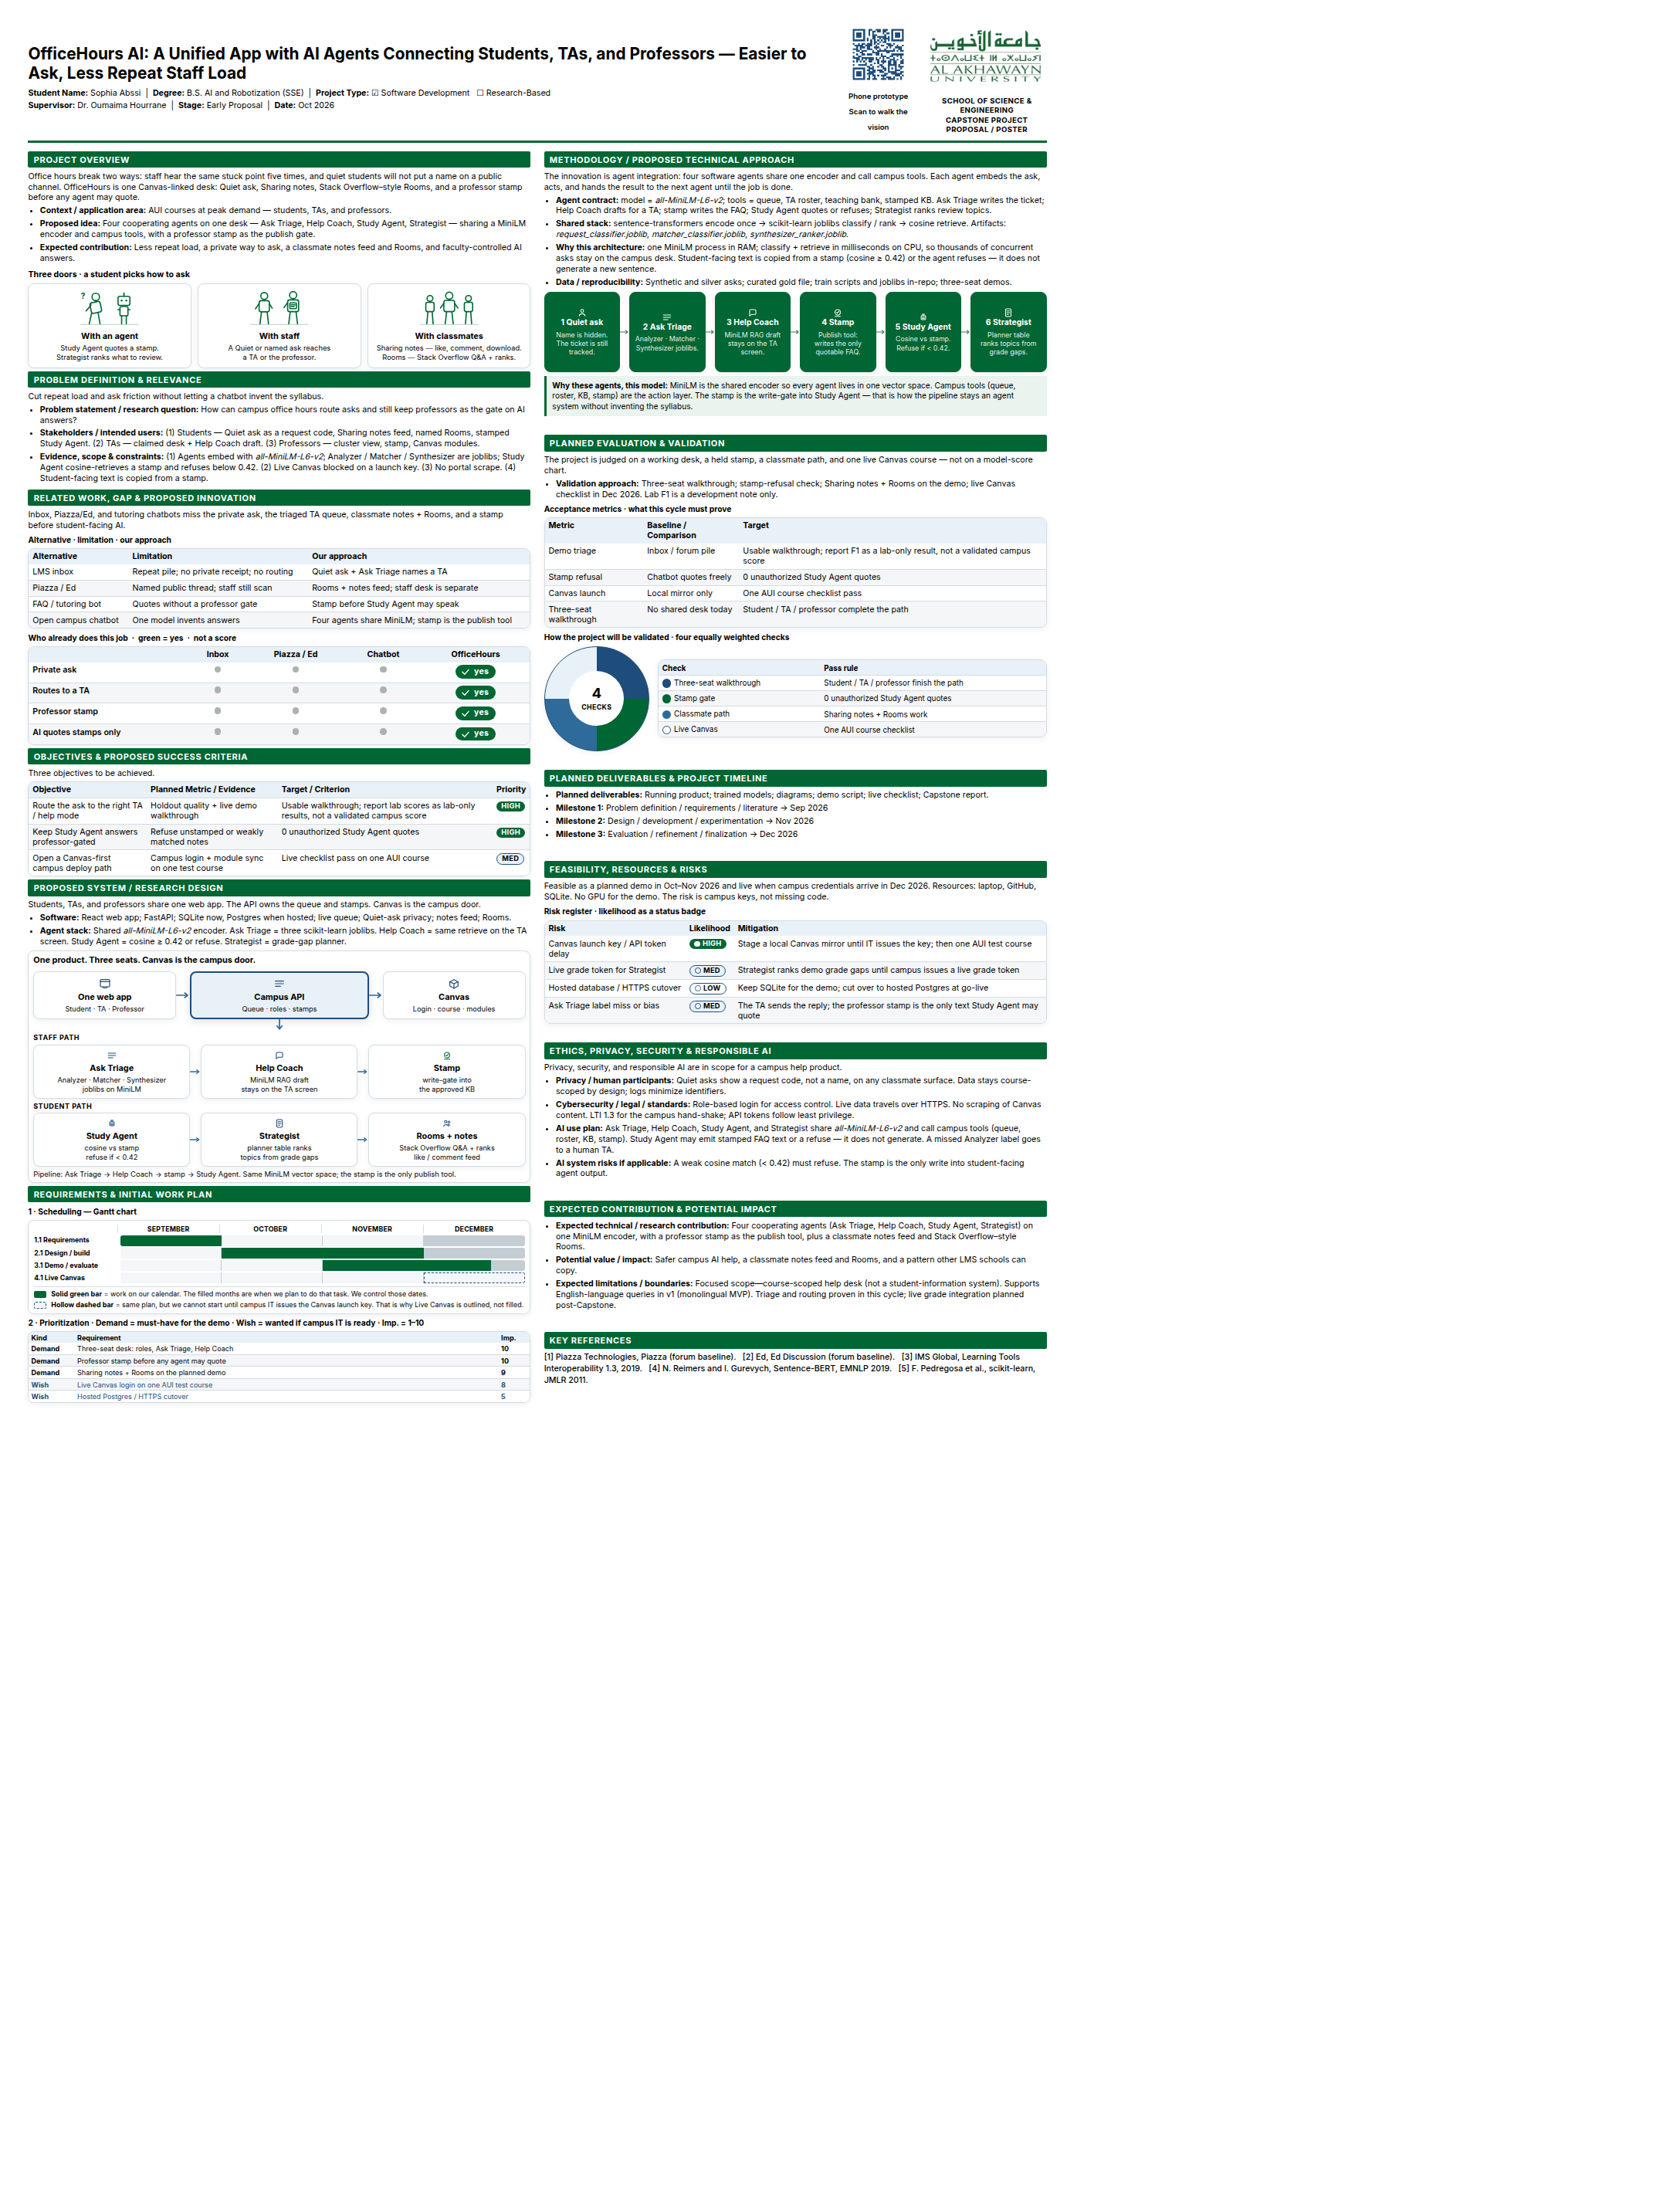 OfficeHours AI: A Unified App with AI Agents Connecting Students, TAs, and Professors — Easier to
Ask, Less Repeat Staff Load
Student Name: Sophia Abssi | Degree: B.S. AI and Robotization (SSE) | Project Type: ☑ Software Development ☐ Research-Based
Supervisor: Dr. Oumaima Hourrane | Stage: Early Proposal | Date: Oct 2026
Phone prototype
Scan to walk the
vision
جامعة الأخوين
AL AKHAWAYN
UNIVERSITY
SCHOOL OF SCIENCE &
ENGINEERING
CAPSTONE PROJECT
PROPOSAL / POSTER
PROJECT OVERVIEW
Office hours break two ways: staff hear the same stuck point five times, and quiet students will not put a name on a public
channel. OfficeHours is one Canvas-linked desk: Quiet ask, Sharing notes, Stack Overflow–style Rooms, and a professor stamp
before any agent may quote.
• Context / application area: AUI courses at peak demand — students, TAs, and professors.
• Proposed idea: Four cooperating agents on one desk — Ask Triage, Help Coach, Study Agent, Strategist — sharing a MiniLM
encoder and campus tools, with a professor stamp as the publish gate.
• Expected contribution: Less repeat load, a private way to ask, a classmate notes feed and Rooms, and faculty-controlled AI
answers.
Three doors · a student picks how to ask
?
With an agent
Study Agent quotes a stamp.
Strategist ranks what to review.
With staff
A Quiet or named ask reaches
a TA or the professor.
With classmates
Sharing notes — like, comment, download.
Rooms — Stack Overflow Q&A + ranks.
PROBLEM DEFINITION & RELEVANCE
Cut repeat load and ask friction without letting a chatbot invent the syllabus.
• Problem statement / research question: How can campus office hours route asks and still keep professors as the gate on AI
answers?
• Stakeholders / intended users: (1) Students — Quiet ask as a request code, Sharing notes feed, named Rooms, stamped
Study Agent. (2) TAs — claimed desk + Help Coach draft. (3) Professors — cluster view, stamp, Canvas modules.
• Evidence, scope & constraints: (1) Agents embed with all-MiniLM-L6-v2; Analyzer / Matcher / Synthesizer are joblibs; Study
Agent cosine-retrieves a stamp and refuses below 0.42. (2) Live Canvas blocked on a launch key. (3) No portal scrape. (4)
Student-facing text is copied from a stamp.
RELATED WORK, GAP & PROPOSED INNOVATION
Inbox, Piazza/Ed, and tutoring chatbots miss the private ask, the triaged TA queue, classmate notes + Rooms, and a stamp
before student-facing AI.
Alternative · limitation · our approach
Alternative Limitation Our approach
LMS inbox Repeat pile; no private receipt; no routing Quiet ask + Ask Triage names a TA
Piazza / Ed Named public thread; staff still scan Rooms + notes feed; staff desk is separate
FAQ / tutoring bot Quotes without a professor gate Stamp before Study Agent may speak
Open campus chatbot One model invents answers Four agents share MiniLM; stamp is the publish tool
Who already does this job · green = yes · not a score
Inbox Piazza / Ed Chatbot OfficeHours
Private ask ✓ yes
Routes to a TA ✓ yes
Professor stamp ✓ yes
AI quotes stamps only ✓ yes
OBJECTIVES & PROPOSED SUCCESS CRITERIA
Three objectives to be achieved.
Objective Planned Metric / Evidence Target / Criterion Priority
Route the ask to the right TA Holdout quality + live demo Usable walkthrough; report lab scores as lab-only HIGH
/ help mode walkthrough results, not a validated campus score
Keep Study Agent answers Refuse unstamped or weakly 0 unauthorized Study Agent quotes HIGH
professor-gated matched notes
Open a Canvas-first Campus login + module sync Live checklist pass on one AUI course MED
campus deploy path on one test course
PROPOSED SYSTEM / RESEARCH DESIGN
Students, TAs, and professors share one web app. The API owns the queue and stamps. Canvas is the campus door.
• Software: React web app; FastAPI; SQLite now, Postgres when hosted; live queue; Quiet-ask privacy; notes feed; Rooms.
• Agent stack: Shared all-MiniLM-L6-v2 encoder. Ask Triage = three scikit-learn joblibs. Help Coach = same retrieve on the TA
screen. Study Agent = cosine ≥ 0.42 or refuse. Strategist = grade-gap planner.
One product. Three seats. Canvas is the campus door.
One web app
Student · TA · Professor
Campus API
Queue · roles · stamps
Canvas
Login · course · modules
STAFF PATH
Ask Triage
Analyzer · Matcher · Synthesizer
joblibs on MiniLM
Help Coach
MiniLM RAG draft
stays on the TA screen
Stamp
write-gate into
the approved KB
STUDENT PATH
Study Agent
cosine vs stamp
refuse if < 0.42
Strategist
planner table ranks
topics from grade gaps
Rooms + notes
Stack Overflow Q&A + ranks
like / comment feed
Pipeline: Ask Triage → Help Coach → stamp → Study Agent. Same MiniLM vector space; the stamp is the only publish tool.
REQUIREMENTS & INITIAL WORK PLAN
1 · Scheduling — Gantt chart
SEPTEMBER OCTOBER NOVEMBER DECEMBER
1.1 Requirements
2.1 Design / build
3.1 Demo / evaluate
4.1 Live Canvas
Solid green bar = work on our calendar. The filled months are when we plan to do that task. We control those dates.
Hollow dashed bar = same plan, but we cannot start until campus IT issues the Canvas launch key. That is why Live Canvas is outlined, not filled.
2 · Prioritization · Demand = must-have for the demo · Wish = wanted if campus IT is ready · Imp. = 1–10
Kind Requirement Imp.
Demand Three-seat desk: roles, Ask Triage, Help Coach 10
Demand Professor stamp before any agent may quote 10
Demand Sharing notes + Rooms on the planned demo 9
Wish Live Canvas login on one AUI test course 8
Wish Hosted Postgres / HTTPS cutover 5
METHODOLOGY / PROPOSED TECHNICAL APPROACH
The innovation is agent integration: four software agents share one encoder and call campus tools. Each agent embeds the ask,
acts, and hands the result to the next agent until the job is done.
• Agent contract: model = all-MiniLM-L6-v2; tools = queue, TA roster, teaching bank, stamped KB. Ask Triage writes the ticket;
Help Coach drafts for a TA; stamp writes the FAQ; Study Agent quotes or refuses; Strategist ranks review topics.
• Shared stack: sentence-transformers encode once → scikit-learn joblibs classify / rank → cosine retrieve. Artifacts:
request_classifier.joblib, matcher_classifier.joblib, synthesizer_ranker.joblib.
• Why this architecture: one MiniLM process in RAM; classify + retrieve in milliseconds on CPU, so thousands of concurrent
asks stay on the campus desk. Student-facing text is copied from a stamp (cosine ≥ 0.42) or the agent refuses — it does not
generate a new sentence.
• Data / reproducibility: Synthetic and silver asks; curated gold file; train scripts and joblibs in-repo; three-seat demos.
1 Quiet ask
Name is hidden.
The ticket is still
tracked.
2 Ask Triage
Analyzer · Matcher ·
Synthesizer joblibs.
3 Help Coach
MiniLM RAG draft
stays on the TA
screen.
4 Stamp
Publish tool:
writes the only
quotable FAQ.
5 Study Agent
Cosine vs. stamp.
Refuse if < 0.42.
6 Strategist
Planner table
ranks topics from
grade gaps.
Why these agents, this model: MiniLM is the shared encoder so every agent lives in one vector space. Campus tools (queue,
roster, KB, stamp) are the action layer. The stamp is the write-gate into Study Agent — that is how the pipeline stays an agent
system without inventing the syllabus.
PLANNED EVALUATION & VALIDATION
The project is judged on a working desk, a held stamp, a classmate path, and one live Canvas course — not on a model-score
chart.
• Validation approach: Three-seat walkthrough; stamp-refusal check; Sharing notes + Rooms on the demo; live Canvas
checklist in Dec 2026. Lab F1 is a development note only.
Acceptance metrics · what this cycle must prove
Metric Baseline / Target
Comparison
Demo triage Inbox / forum pile Usable walkthrough; report F1 as a lab-only result, not a validated campus
score
Stamp refusal Chatbot quotes freely 0 unauthorized Study Agent quotes
Canvas launch Local mirror only One AUI course checklist pass
Three-seat No shared desk today Student / TA / professor complete the path
walkthrough
How the project will be validated · four equally weighted checks
4
CHECKS
Check Pass rule
Three-seat walkthrough Student / TA / professor finish the path
Stamp gate 0 unauthorized Study Agent quotes
Classmate path Sharing notes + Rooms work
Live Canvas One AUI course checklist
PLANNED DELIVERABLES & PROJECT TIMELINE
• Planned deliverables: Running product; trained models; diagrams; demo script; live checklist; Capstone report.
• Milestone 1: Problem definition / requirements / literature → Sep 2026
• Milestone 2: Design / development / experimentation → Nov 2026
• Milestone 3: Evaluation / refinement / finalization → Dec 2026
FEASIBILITY, RESOURCES & RISKS
Feasible as a planned demo in Oct–Nov 2026 and live when campus credentials arrive in Dec 2026. Resources: laptop, GitHub,
SQLite. No GPU for the demo. The risk is campus keys, not missing code.
Risk register · likelihood as a status badge
Risk Likelihood Mitigation
Canvas launch key / API token HIGH Stage a local Canvas mirror until IT issues the key; then one AUI test course
delay
Live grade token for Strategist MED Strategist ranks demo grade gaps until campus issues a live grade token
Hosted database / HTTPS cutover LOW Keep SQLite for the demo; cut over to hosted Postgres at go-live
Ask Triage label miss or bias MED The TA sends the reply; the professor stamp is the only text Study Agent may
quote
ETHICS, PRIVACY, SECURITY & RESPONSIBLE AI
Privacy, security, and responsible AI are in scope for a campus help product.
• Privacy / human participants: Quiet asks show a request code, not a name, on any classmate surface. Data stays course-
scoped by design; logs minimize identifiers.
• Cybersecurity / legal / standards: Role-based login for access control. Live data travels over HTTPS. No scraping of Canvas
content. LTI 1.3 for the campus hand-shake; API tokens follow least privilege.
• AI use plan: Ask Triage, Help Coach, Study Agent, and Strategist share all-MiniLM-L6-v2 and call campus tools (queue,
roster, KB, stamp). Study Agent may emit stamped FAQ text or a refuse — it does not generate. A missed Analyzer label goes
to a human TA.
• AI system risks if applicable: A weak cosine match (< 0.42) must refuse. The stamp is the only write into student-facing
agent output.
EXPECTED CONTRIBUTION & POTENTIAL IMPACT
• Expected technical / research contribution: Four cooperating agents (Ask Triage, Help Coach, Study Agent, Strategist) on
one MiniLM encoder, with a professor stamp as the publish tool, plus a classmate notes feed and Stack Overflow–style
Rooms.
• Potential value / impact: Safer campus AI help, a classmate notes feed and Rooms, and a pattern other LMS schools can
copy.
• Expected limitations / boundaries: Focused scope—course-scoped help desk (not a student-information system). Supports
English-language queries in v1 (monolingual MVP). Triage and routing proven in this cycle; live grade integration planned
post-Capstone.
KEY REFERENCES
[1] Piazza Technologies, Piazza (forum baseline). [2] Ed, Ed Discussion (forum baseline). [3] IMS Global, Learning Tools
Interoperability 1.3, 2019. [4] N. Reimers and I. Gurevych, Sentence-BERT, EMNLP 2019. [5] F. Pedregosa et al., scikit-learn,
JMLR 2011.